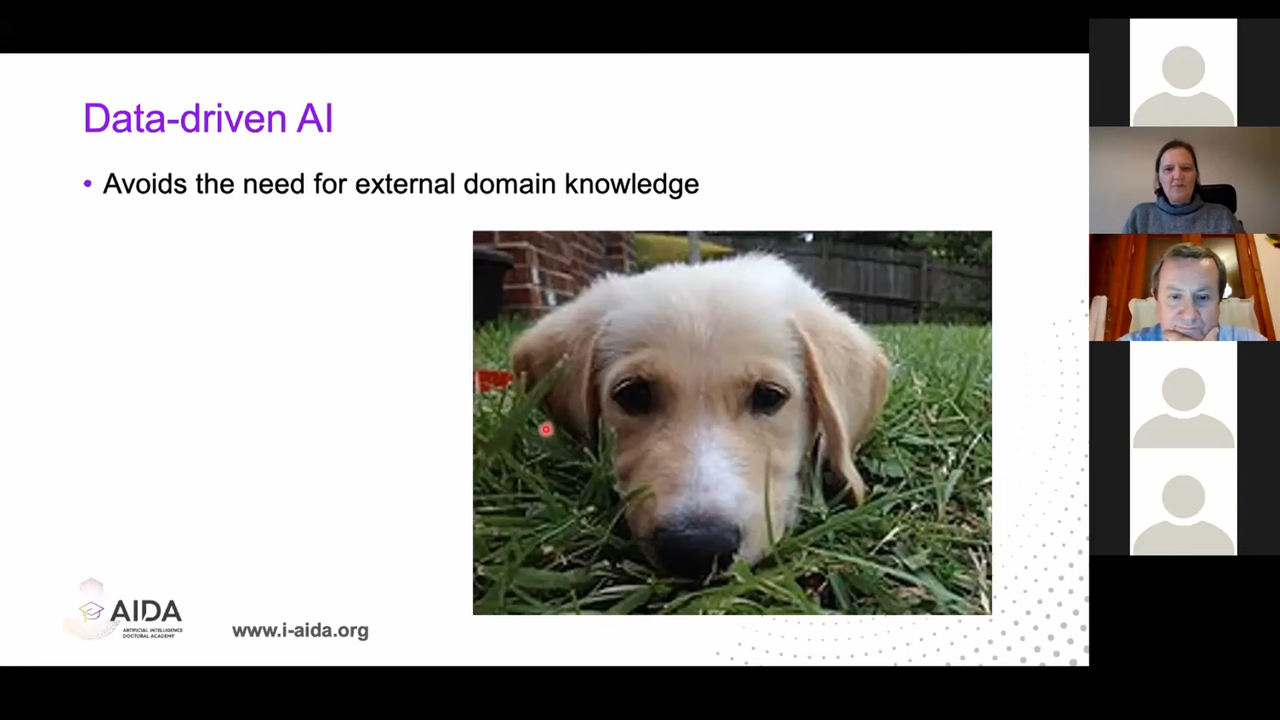 Data-driven AI
• Avoids the need for external domain knowledge
AIDA
ARTIFICIAL INTELLIGENCE
DOCTORAL ACADEMY
www.i-aida.org